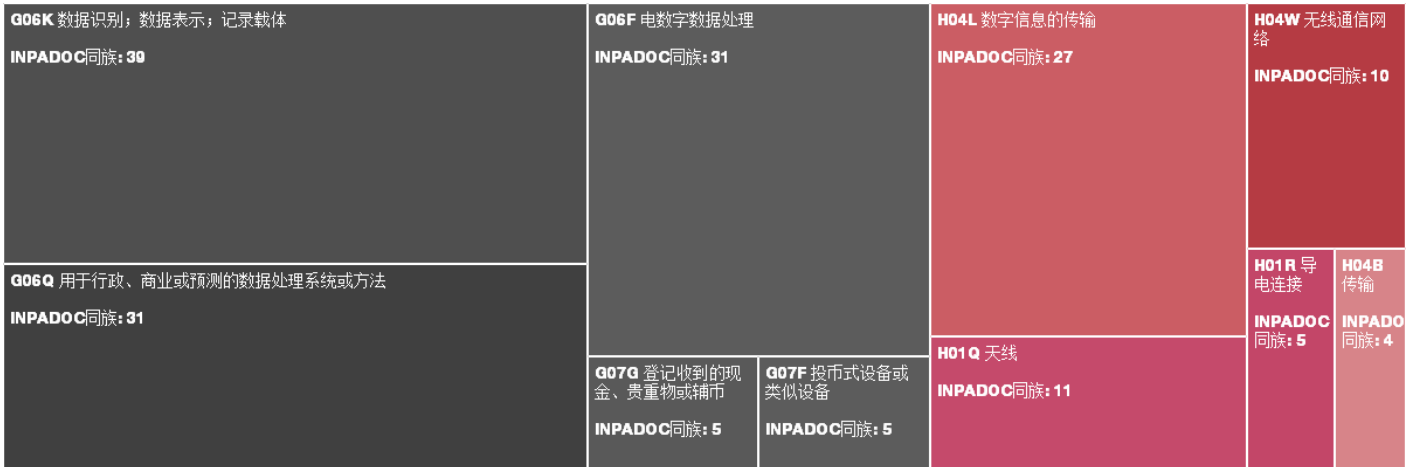 G06K 数据识别；数据表示；记录载体
INPADOC同族: 39
G06Q 用于行政、商业或预测的数据处理系统或方法
INPADOC同族: 31
G06F 电数字数据处理
INPADOC同族: 31
G07G 登记收到的现
金、贵重物或辅币
INPADOC同族: 5
G07F 投币式设备或
类似设备
INPADOC同族: 5
H04L 数字信息的传输
INPADOC同族: 27
H01Q 天线
INPADOC同族: 11
H04W 无线通信网
络
INPADOC同族: 10
H01R 导
电连接
INPADOC
同族: 5
H04B
传输
INPADO
同族: 4